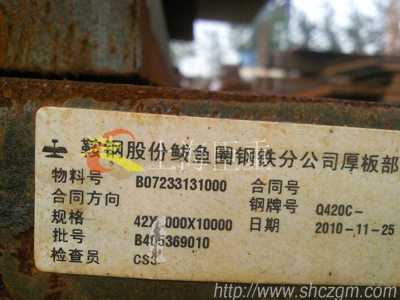 鞍钢股份鲅鱼圈钢铁分公司厚板部
物料号 B07233131000 合同号
合同方向 钢牌号 Q420C-
规格 42X 000X10000 日期 2010-11-25
批号 B405369010
检查员 CS3
http://www.shczgm.com